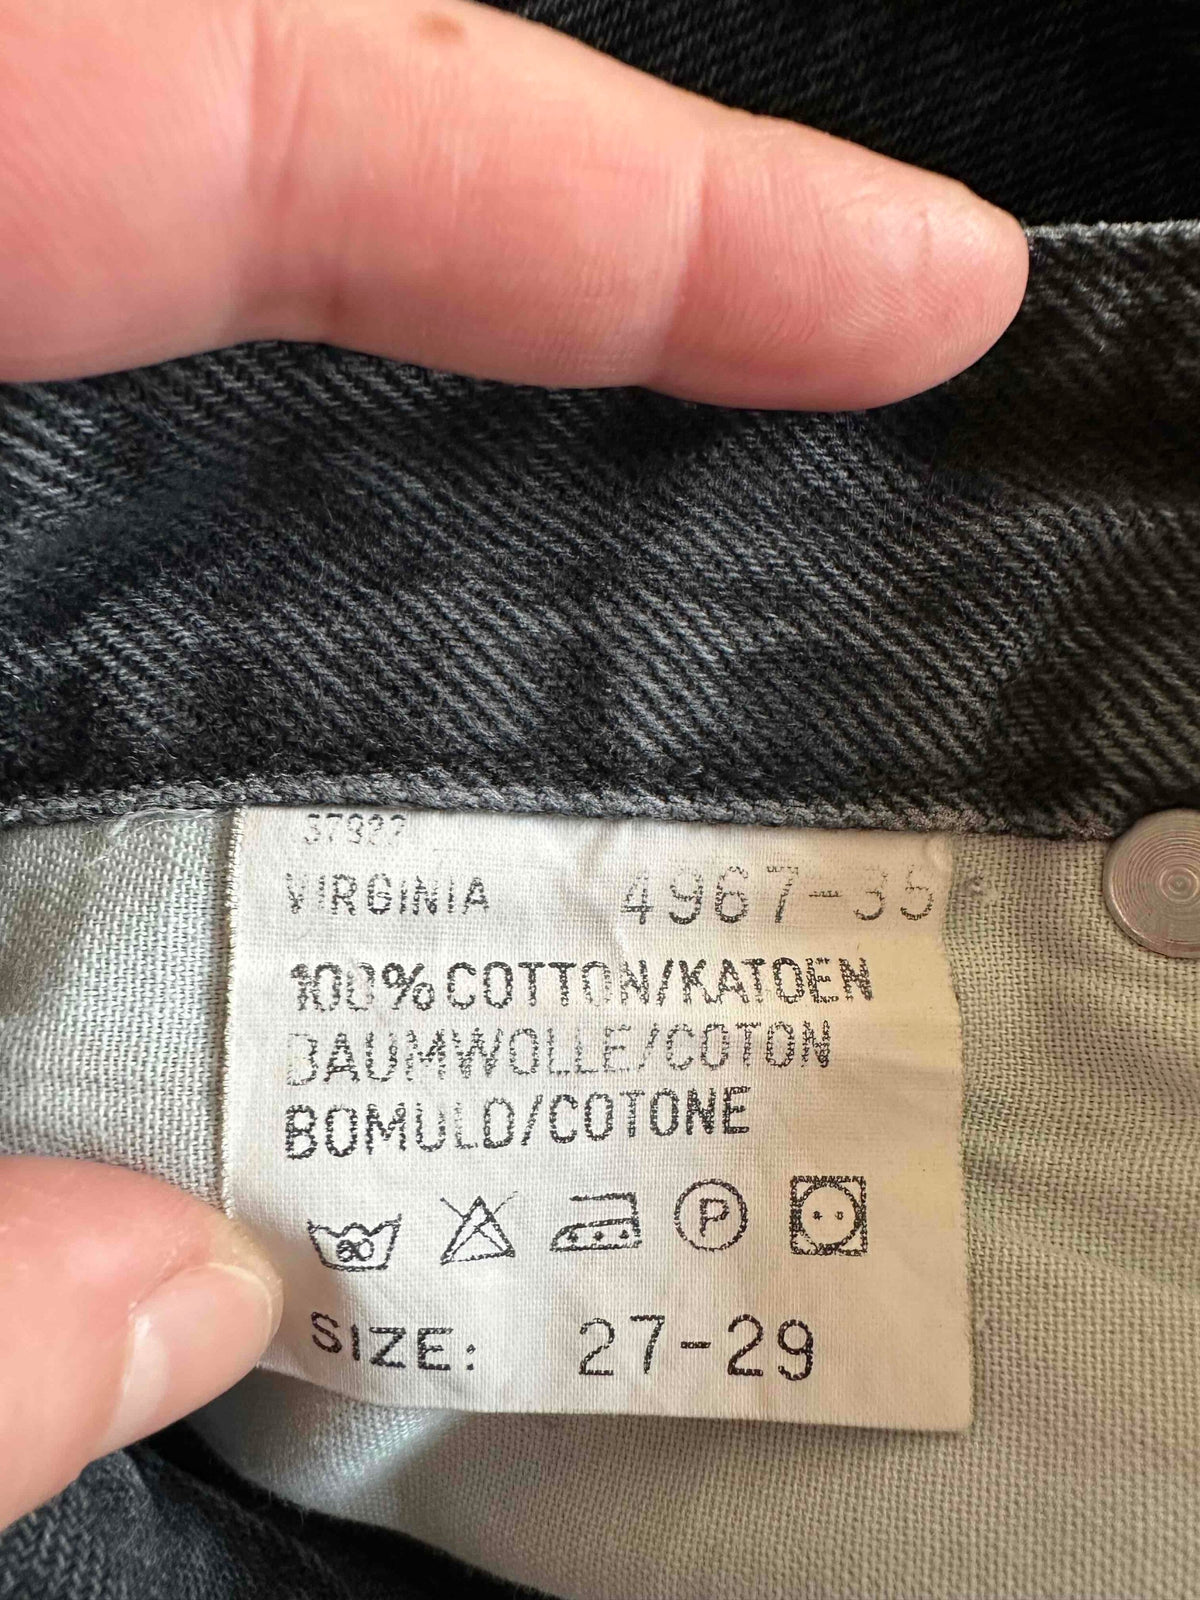 37922
VIRGINIA 4967-35
100% COTTON/KATOEN
BAUMWOLLE/COTON
BOMULD/COTONE
P
SIZE: 27-29